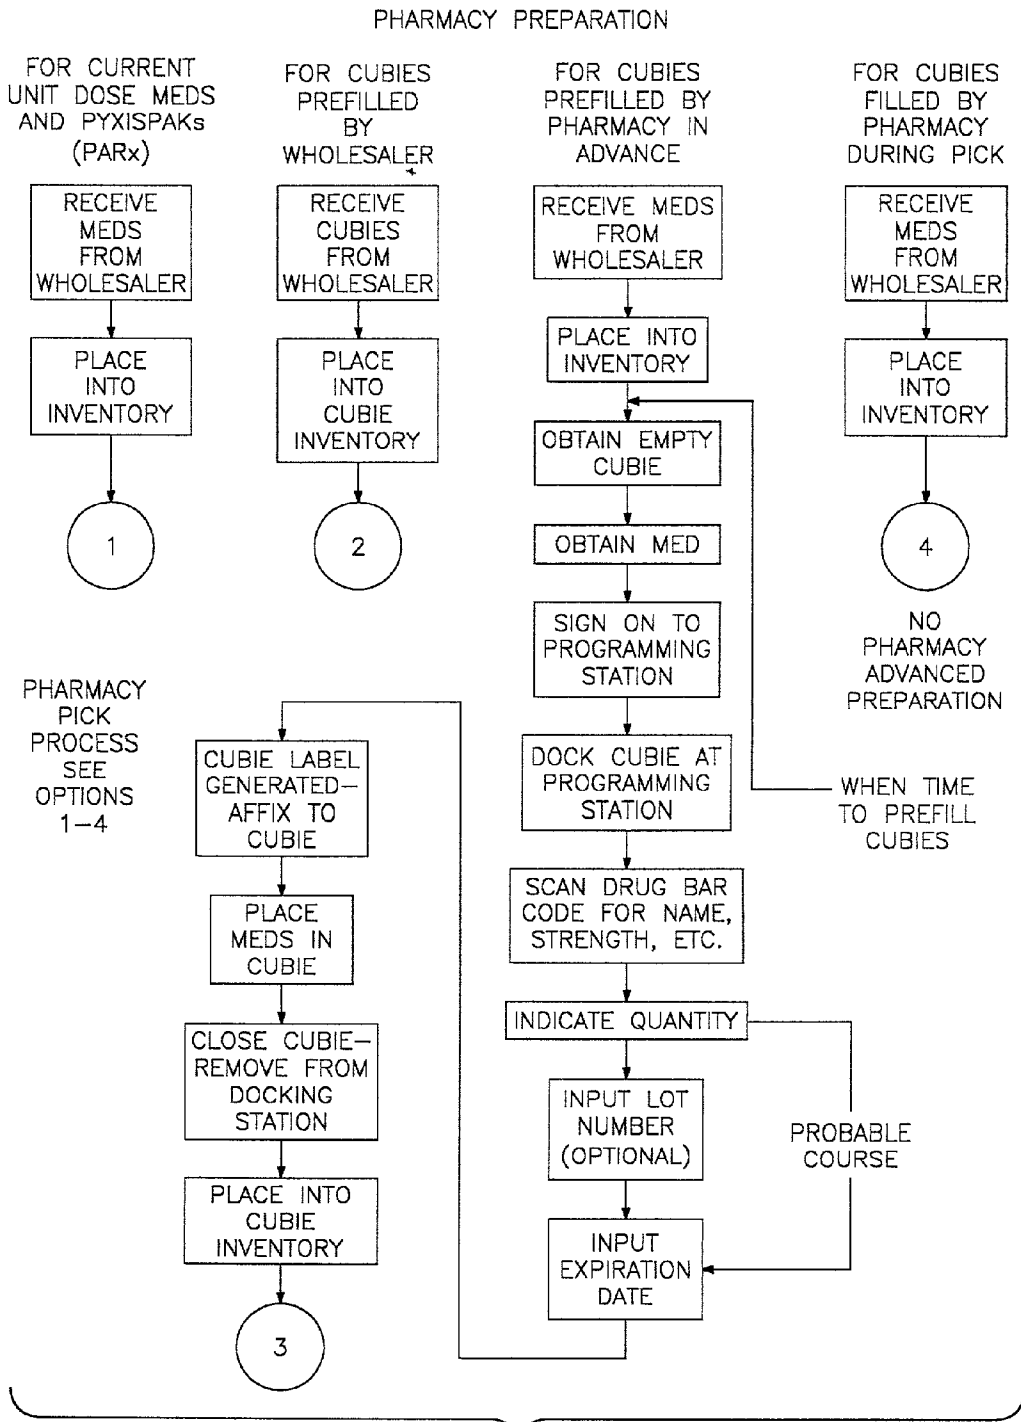 PHARMACY PREPARATION
FOR CURRENT
UNIT DOSE MEDS
AND PYXISPAKs
(PARx)
RECEIVE
MEDS
FROM
WHOLESALER
PLACE
INTO
INVENTORY
1
FOR CUBIES
PREFILLED
BY
WHOLESALER
RECEIVE
CUBIES
FROM
WHOLESALER
PLACE
INTO
CUBIE
INVENTORY
2
FOR CUBIES
PREFILLED BY
PHARMACY IN
ADVANCE
RECEIVE MEDS
FROM
WHOLESALER
PLACE INTO
INVENTORY
OBTAIN EMPTY
CUBIE
OBTAIN MED
SIGN ON TO
PROGRAMMING
STATION
DOCK CUBIE AT
PROGRAMMING
STATION
SCAN DRUG BAR
CODE FOR NAME,
STRENGTH, ETC.
INDICATE QUANTITY
INPUT LOT
NUMBER
(OPTIONAL)
INPUT
EXPIRATION
DATE
PROBABLE
COURSE
WHEN TIME
TO PREFILL
CUBIES
CUBIE LABEL
GENERATED—
AFFIX TO
CUBIE
PLACE
MEDS IN
CUBIE
CLOSE CUBIE—
REMOVE FROM
DOCKING
STATION
PLACE INTO
CUBIE
INVENTORY
3
FOR CUBIES
FILLED BY
PHARMACY
DURING PICK
RECEIVE
MEDS
FROM
WHOLESALER
PLACE
INTO
INVENTORY
4
NO
PHARMACY
ADVANCED
PREPARATION
PHARMACY
PICK
PROCESS
SEE
OPTIONS
1—4